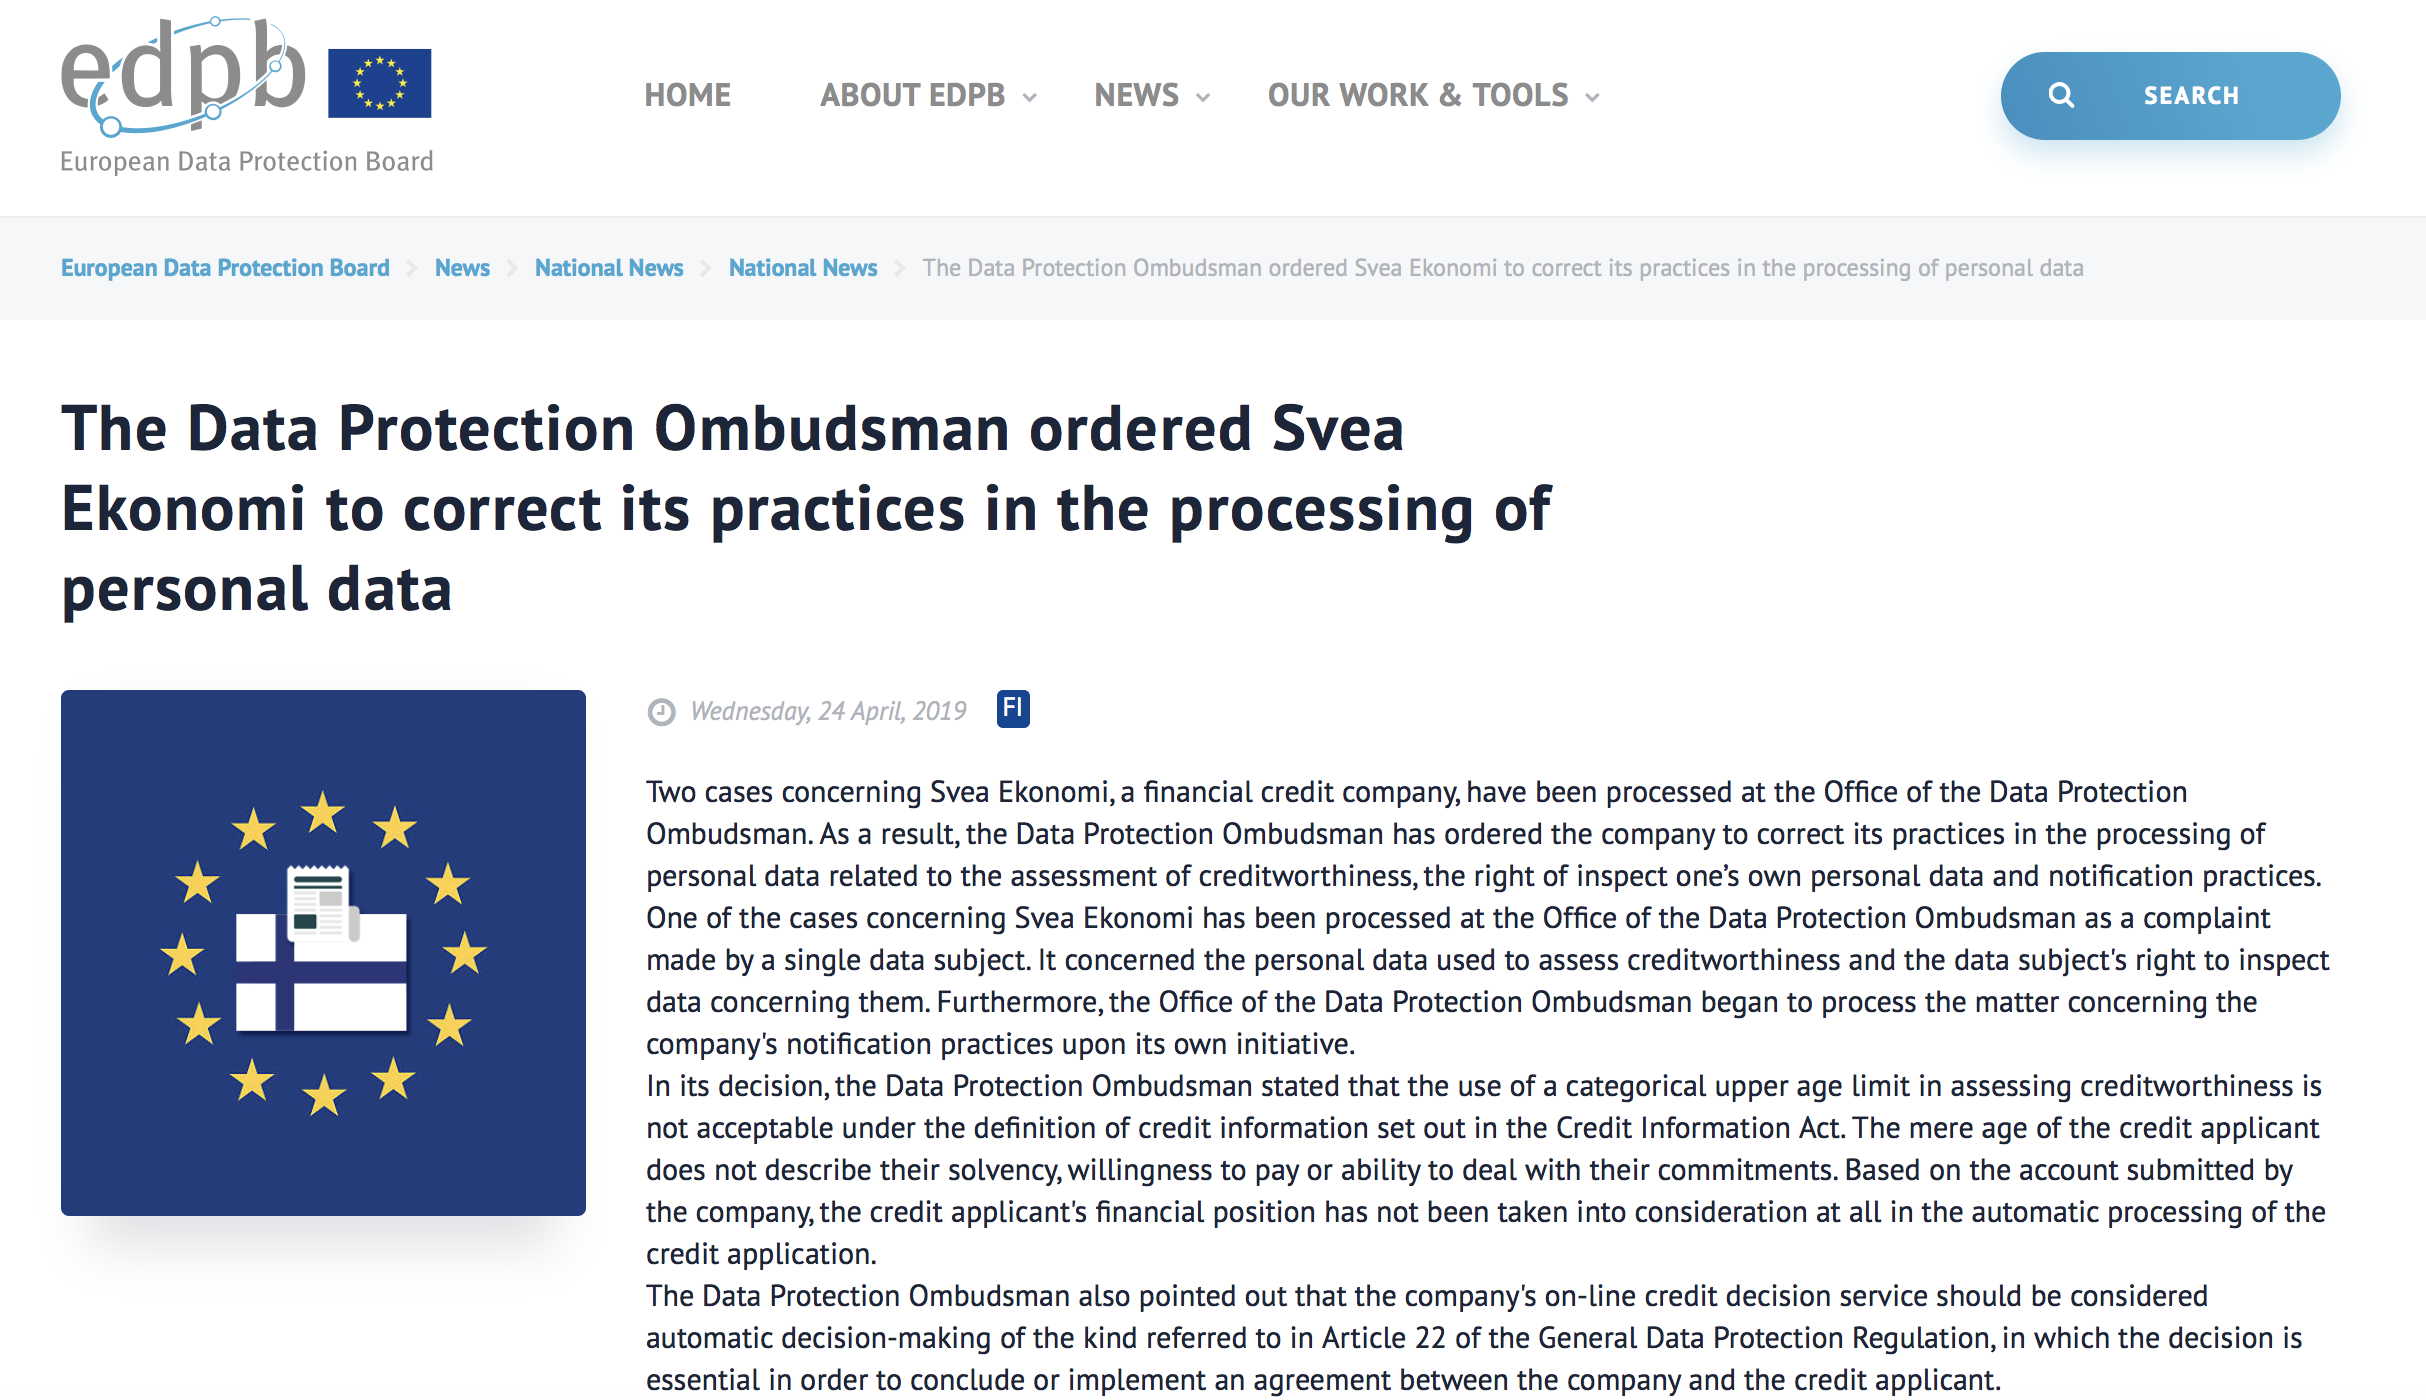 edpb
European Data Protection Board
HOME
ABOUT EDPB
NEWS
OUR WORK & TOOLS
SEARCH
European Data Protection Board
News
National News
National News
The Data Protection Ombudsman ordered Svea Ekonomi to correct its practices in the processing of personal data
The Data Protection Ombudsman ordered Svea
Ekonomi to correct its practices in the processing of
personal data
Wednesday, 24 April, 2019
FI
Two cases concerning Svea Ekonomi, a financial credit company, have been processed at the Office of the Data Protection
Ombudsman. As a result, the Data Protection Ombudsman has ordered the company to correct its practices in the processing of
personal data related to the assessment of creditworthiness, the right of inspect one’s own personal data and notification practices.
One of the cases concerning Svea Ekonomi has been processed at the Office of the Data Protection Ombudsman as a complaint
made by a single data subject. It concerned the personal data used to assess creditworthiness and the data subject's right to inspect
data concerning them. Furthermore, the Office of the Data Protection Ombudsman began to process the matter concerning the
company's notification practices upon its own initiative.
In its decision, the Data Protection Ombudsman stated that the use of a categorical upper age limit in assessing creditworthiness is
not acceptable under the definition of credit information set out in the Credit Information Act. The mere age of the credit applicant
does not describe their solvency, willingness to pay or ability to deal with their commitments. Based on the account submitted by
the company, the credit applicant's financial position has not been taken into consideration at all in the automatic processing of the
credit application.
The Data Protection Ombudsman also pointed out that the company's on-line credit decision service should be considered
automatic decision-making of the kind referred to in Article 22 of the General Data Protection Regulation, in which the decision is
essential in order to conclude or implement an agreement between the company and the credit applicant.